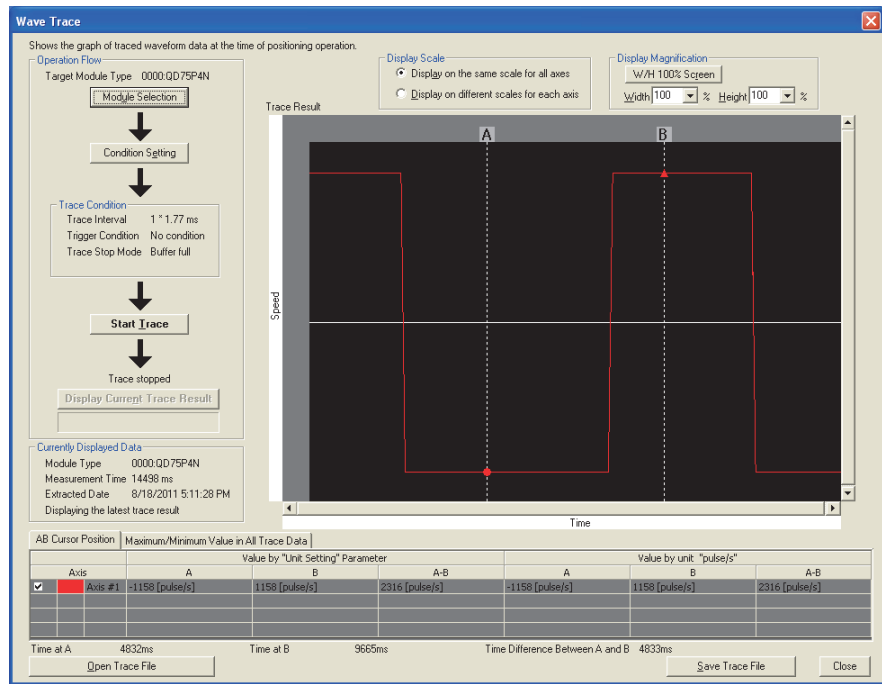 Wave Trace
Shows the graph of traced waveform data at the time of positioning operation.
Operation Flow
Target Module Type 0000:QD75P4N
Module Selection
Condition Setting
Trace Condition
Trace Interval 1 * 1.77 ms
Trigger Condition No condition
Trace Stop Mode Buffer full
Start Trace
Trace stopped
Display Current Trace Result
Currently Displayed Data
Module Type 0000:QD75P4N
Measurement Time 14498 ms
Extracted Date 8/18/2011 5:11:28 PM
Displaying the latest trace result
Display Scale
Display on the same scale for all axes
Display on different scales for each axis
Display Magnification
W/H 100% Screen
Width 100 % Height 100 %
Trace Result
A B
Speed
Time
AB Cursor Position Maximum/Minimum Value in All Trace Data
Value by "Unit Setting" Parameter Value by unit "pulse/s"
Axis A B A-B A B A-B
Axis #1 -1158 [pulse/s] 1158 [pulse/s] 2316 [pulse/s] -1158 [pulse/s] 1158 [pulse/s] 2316 [pulse/s]
Time at A 4832ms Time at B 9665ms Time Difference Between A and B 4833ms
Open Trace File Save Trace File Close